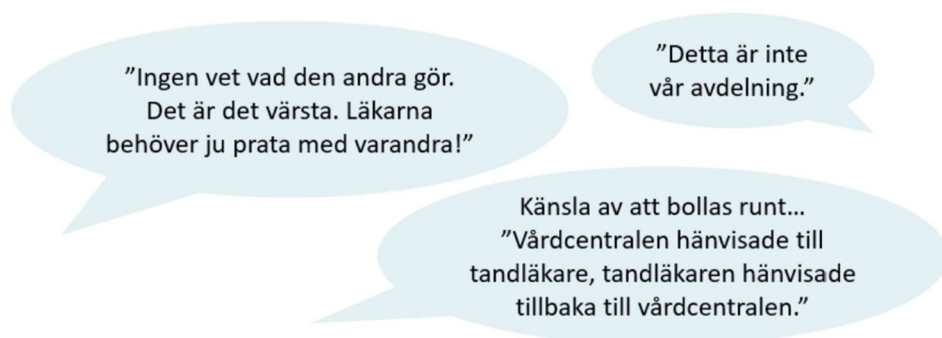 ”Ingen vet vad den andra gör.
Det är det värsta. Läkarna
behöver ju prata med varandra!”
”Detta är inte
vår avdelning.”
Känsla av att bollas runt...
”Vårdcentralen hänvisade till
tandläkare, tandläkaren hänvisade
tillbaka till vårdcentralen.”